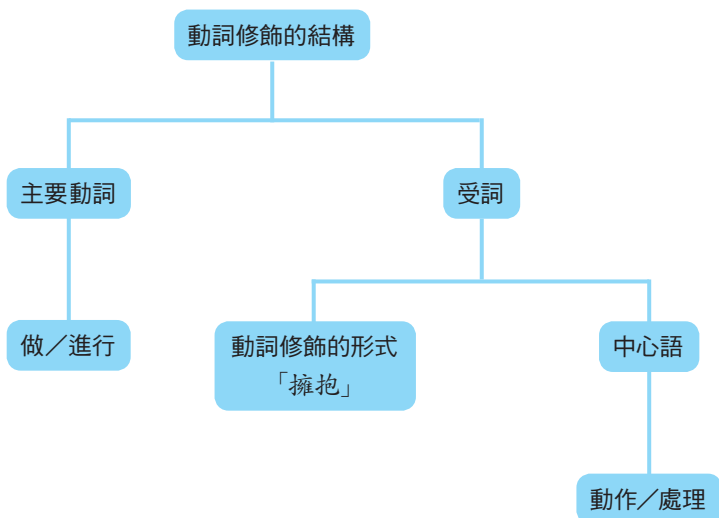 動詞修飾的結構
主要動詞
受詞
做／進行
動詞修飾的形式
「擁抱」
中心語
動作／處理